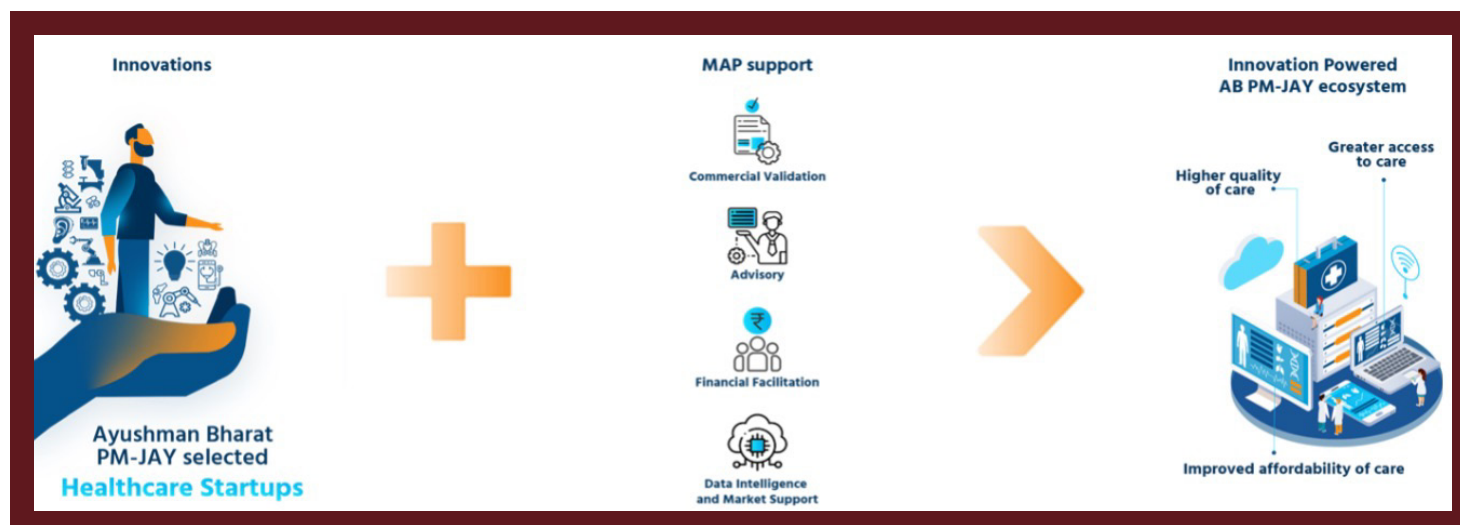 Innovations
Ayushman Bharat
PM-JAY selected
Healthcare Startups
MAP support
Commercial Validation
₹
Advisory
Financial Facilitation
Data Intelligence
and Market Support
Innovation Powered
AB PM-JAY ecosystem
Greater access
to care
Higher quality
of care
Improved affordability of care